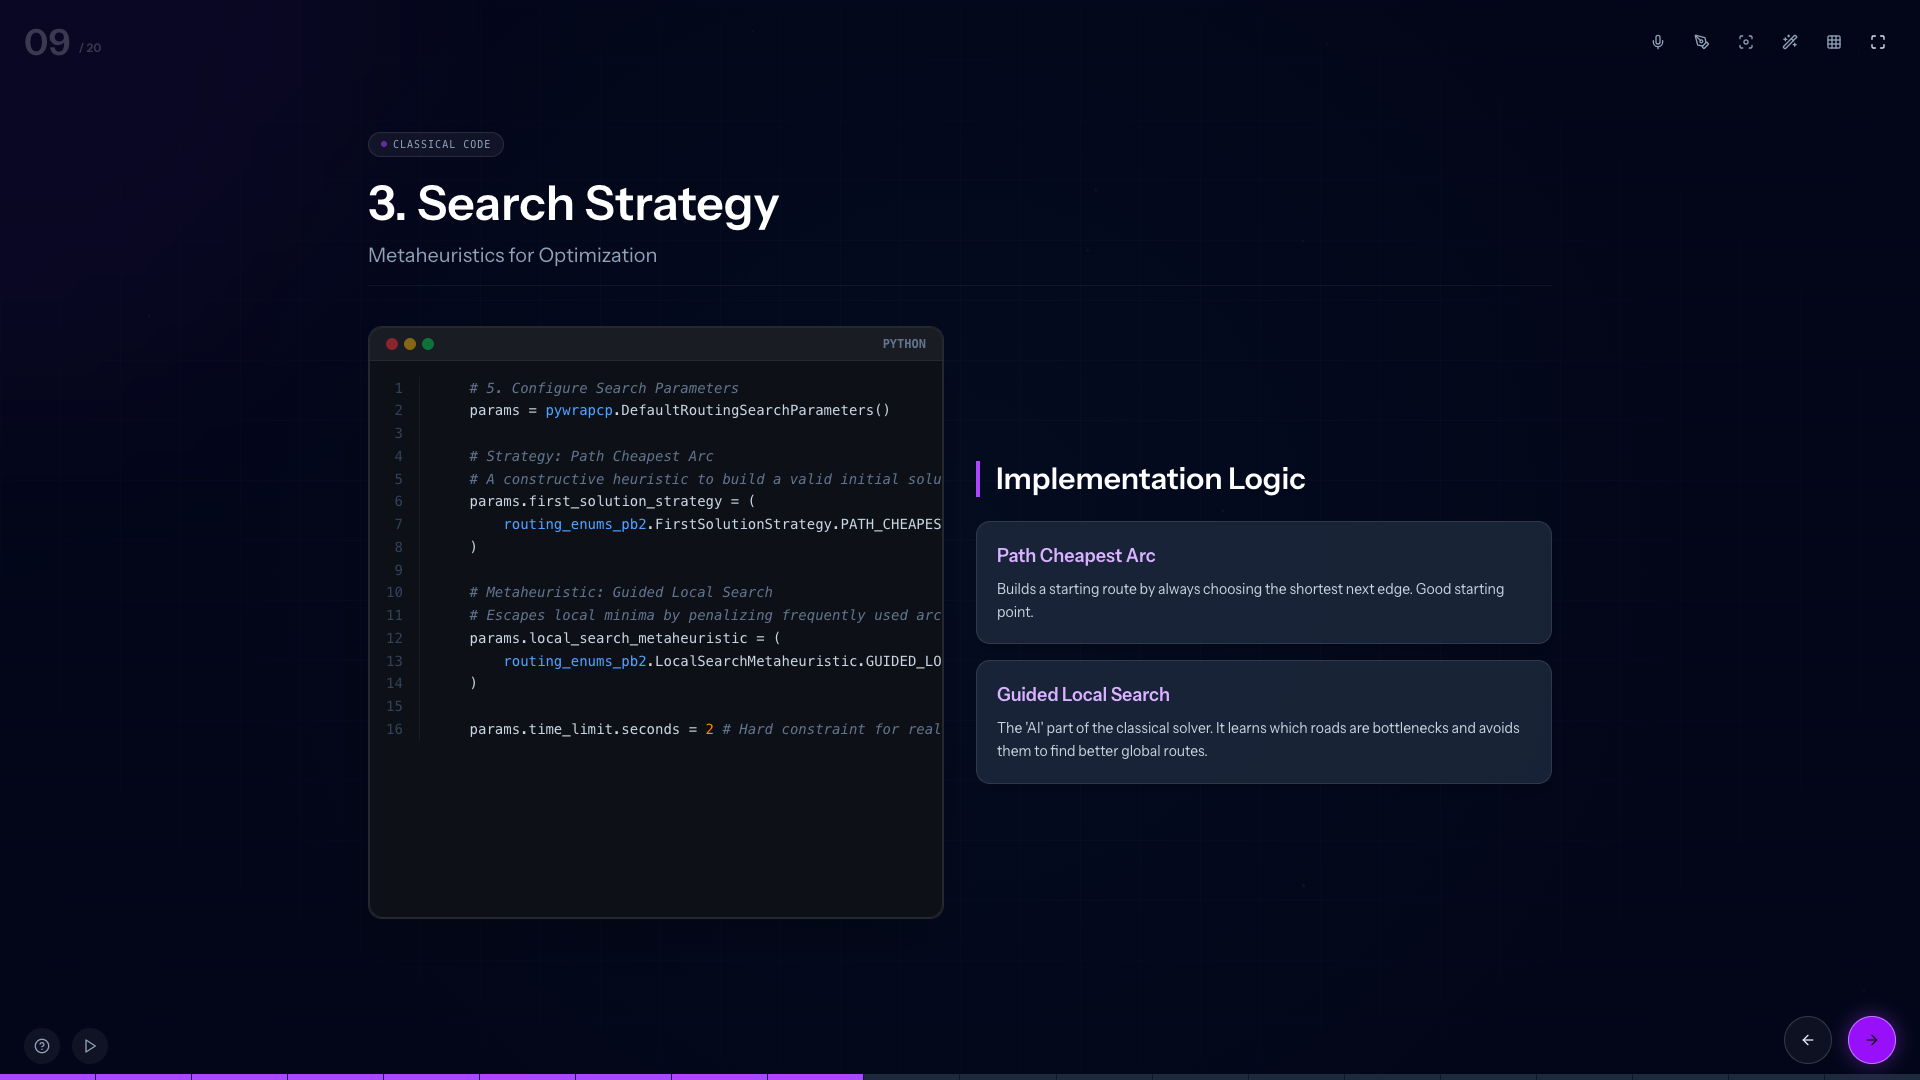 09 / 20
CLASSICAL CODE
3. Search Strategy
Metaheuristics for Optimization
PYTHON
1 # 5. Configure Search Parameters
2 params = pywrapcp.DefaultRoutingSearchParameters()
3
4 # Strategy: Path Cheapest Arc
5 # A constructive heuristic to build a valid initial solu
6 params.first_solution_strategy = (
7 routing_enums_pb2.FirstSolutionStrategy.PATH_CHEAPES
8 )
9
10 # Metaheuristic: Guided Local Search
11 # Escapes local minima by penalizing frequently used arc
12 params.local_search_metaheuristic = (
13 routing_enums_pb2.LocalSearchMetaheuristic.GUIDED_LO
14 )
15
16 params.time_limit.seconds = 2 # Hard constraint for real
Implementation Logic
Path Cheapest Arc
Builds a starting route by always choosing the shortest next edge. Good starting
point.
Guided Local Search
The 'AI' part of the classical solver. It learns which roads are bottlenecks and avoids
them to find better global routes.